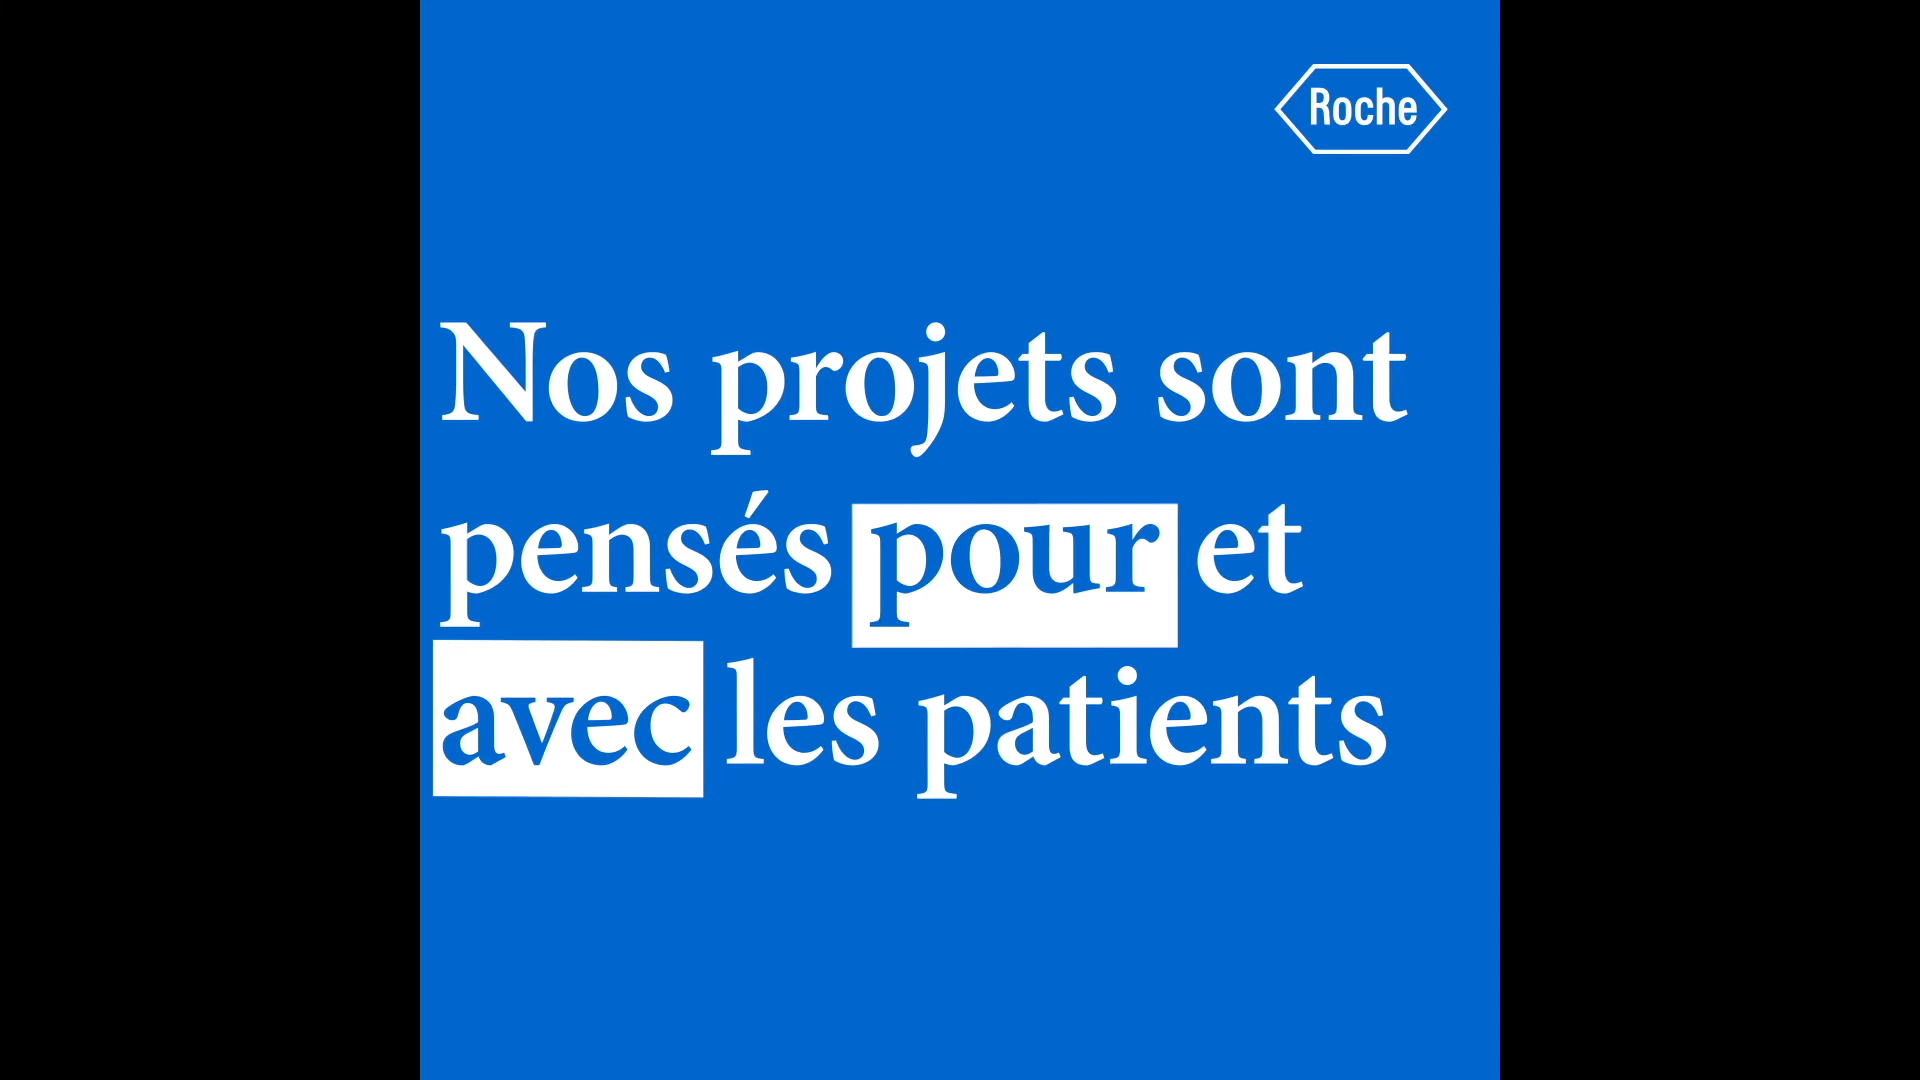 Roche
Nos projets sont
pensés pour et
avec les patients